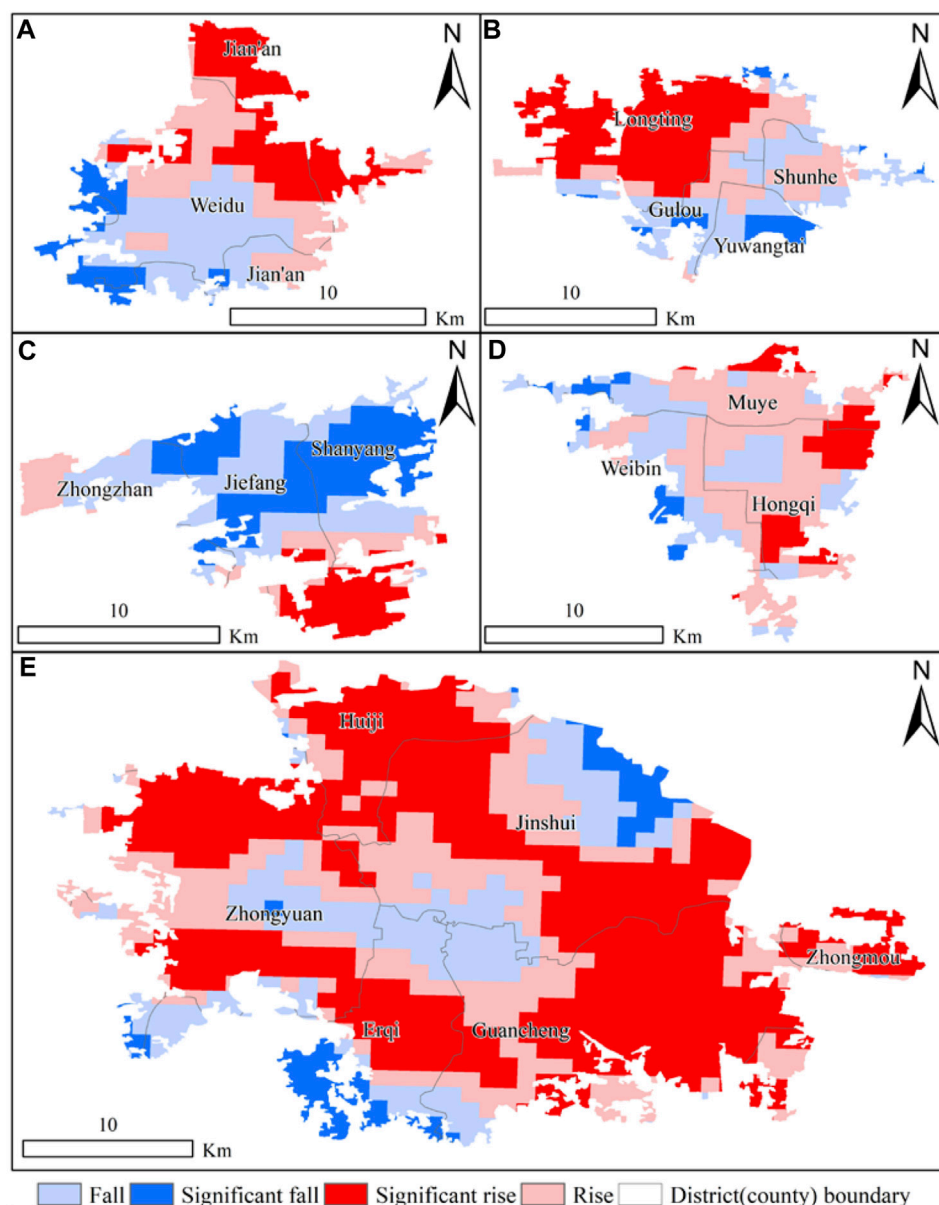 A
N
Jian'an
Weidu
Jian'an
10
Km
B
N
Longting
Shunhe
Gulou
Yuwangtai
10
Km
C
N
Shanyang
Jiefang
Zhongzhan
10
Km
D
N
Muye
Weibin
Hongqi
10
Km
E
N
Huiji
Jinshui
Zhongyuan
Zhongmou
Erqi
Guancheng
10
Km
Fall Significant fall Significant rise Rise District(county) boundary